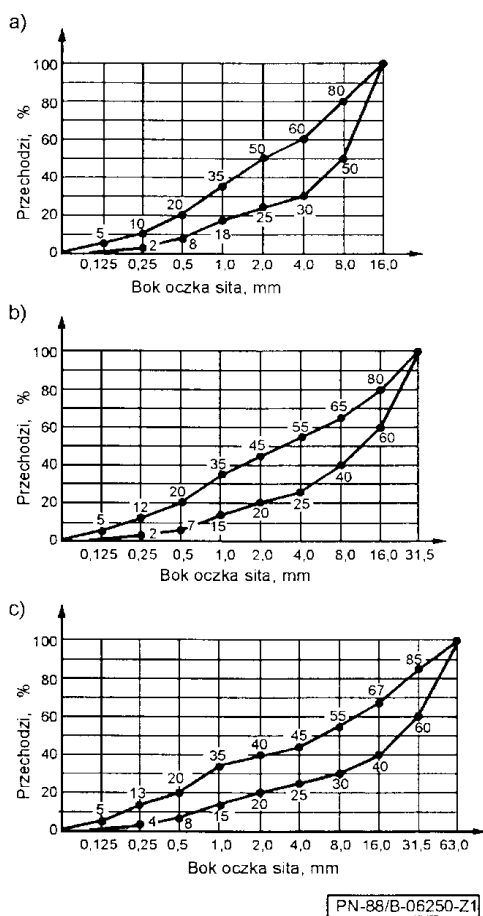 a)
Przechodzi, %
100
80
60
40
20
0
5 10 20 35 50 60 80
2 8 18 25 30 50
0,125 0,25 0,5 1,0 2,0 4,0 8,0 16,0
Bok oczka sita, mm
b)
Przechodzi, %
100
80
60
40
20
0
5 12 20 35 45 55 65 80
2 7 15 20 25 40 60
0,125 0,25 0,5 1,0 2,0 4,0 8,0 16,0 31,5
Bok oczka sita, mm
c)
Przechodzi, %
100
80
60
40
20
0
5 13 20 35 40 45 55 67 85
4 8 15 20 25 30 40 60
0,125 0,25 0,5 1,0 2,0 4,0 8,0 16,0 31,5 63,0
Bok oczka sita, mm
PN-88/B-06250-Z1